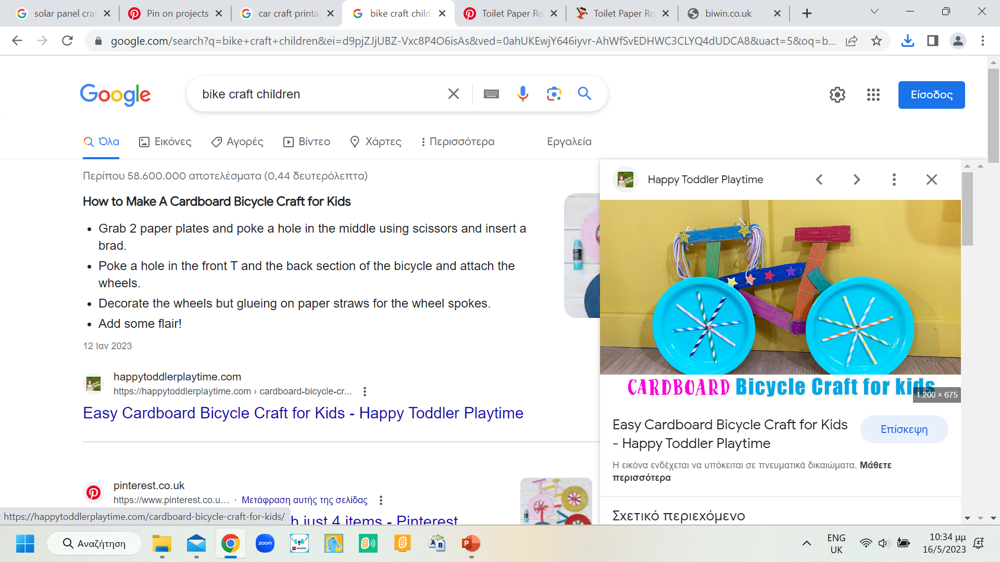 solar panel craf
Pin on projects
car craft printa
bike craft child
Toilet Paper Ro
Toilet Paper Ro
biwin.co.uk
google.com/search?q=bike+craft+children&ei=d9pjZJjUBZ-Vxc8P4O6isAs&ved=0ahUKEwjY646iyvr-AhWfSvEDHWC3CLYQ4dUDCA8&uact=5&oq=b...
Google
bike craft children
Είσοδος
Όλα
Εικόνες
Αγορές
Βίντεο
Χάρτες
Περισσότερα
Εργαλεία
Περίπου 58.600.000 αποτελέσματα (0,44 δευτερόλεπτα)
How to Make A Cardboard Bicycle Craft for Kids
• Grab 2 paper plates and poke a hole in the middle using scissors and insert a
brad.
• Poke a hole in the front T and the back section of the bicycle and attach the
wheels.
• Decorate the wheels but glueing on paper straws for the wheel spokes.
• Add some flair!
12 Ιαν 2023
happytoddlerplaytime.com
https://happytoddlerplaytime.com › cardboard-bicycle-cr...
Easy Cardboard Bicycle Craft for Kids - Happy Toddler Playtime
pinterest.co.uk
https://www.pinterest.co.u… · Μετάφραση αυτής της σελίδας
h just 4 items - Pinterest
https://happytoddlerplaytime.com/cardboard-bicycle-craft-for-kids/
Happy Toddler Playtime
CARDBOARD Bicycle Craft for kids
1.200 × 675
Easy Cardboard Bicycle Craft for Kids
- Happy Toddler Playtime
Επίσκεψη
Η εικόνα ενδέχεται να υπόκειται σε πνευματικά δικαιώματα. Μάθετε
περισσότερα
Σχετικό περιεχόμενο
Αναζήτηση
zoom
education
A B
ENG
UK
10:34 μμ
16/5/2023